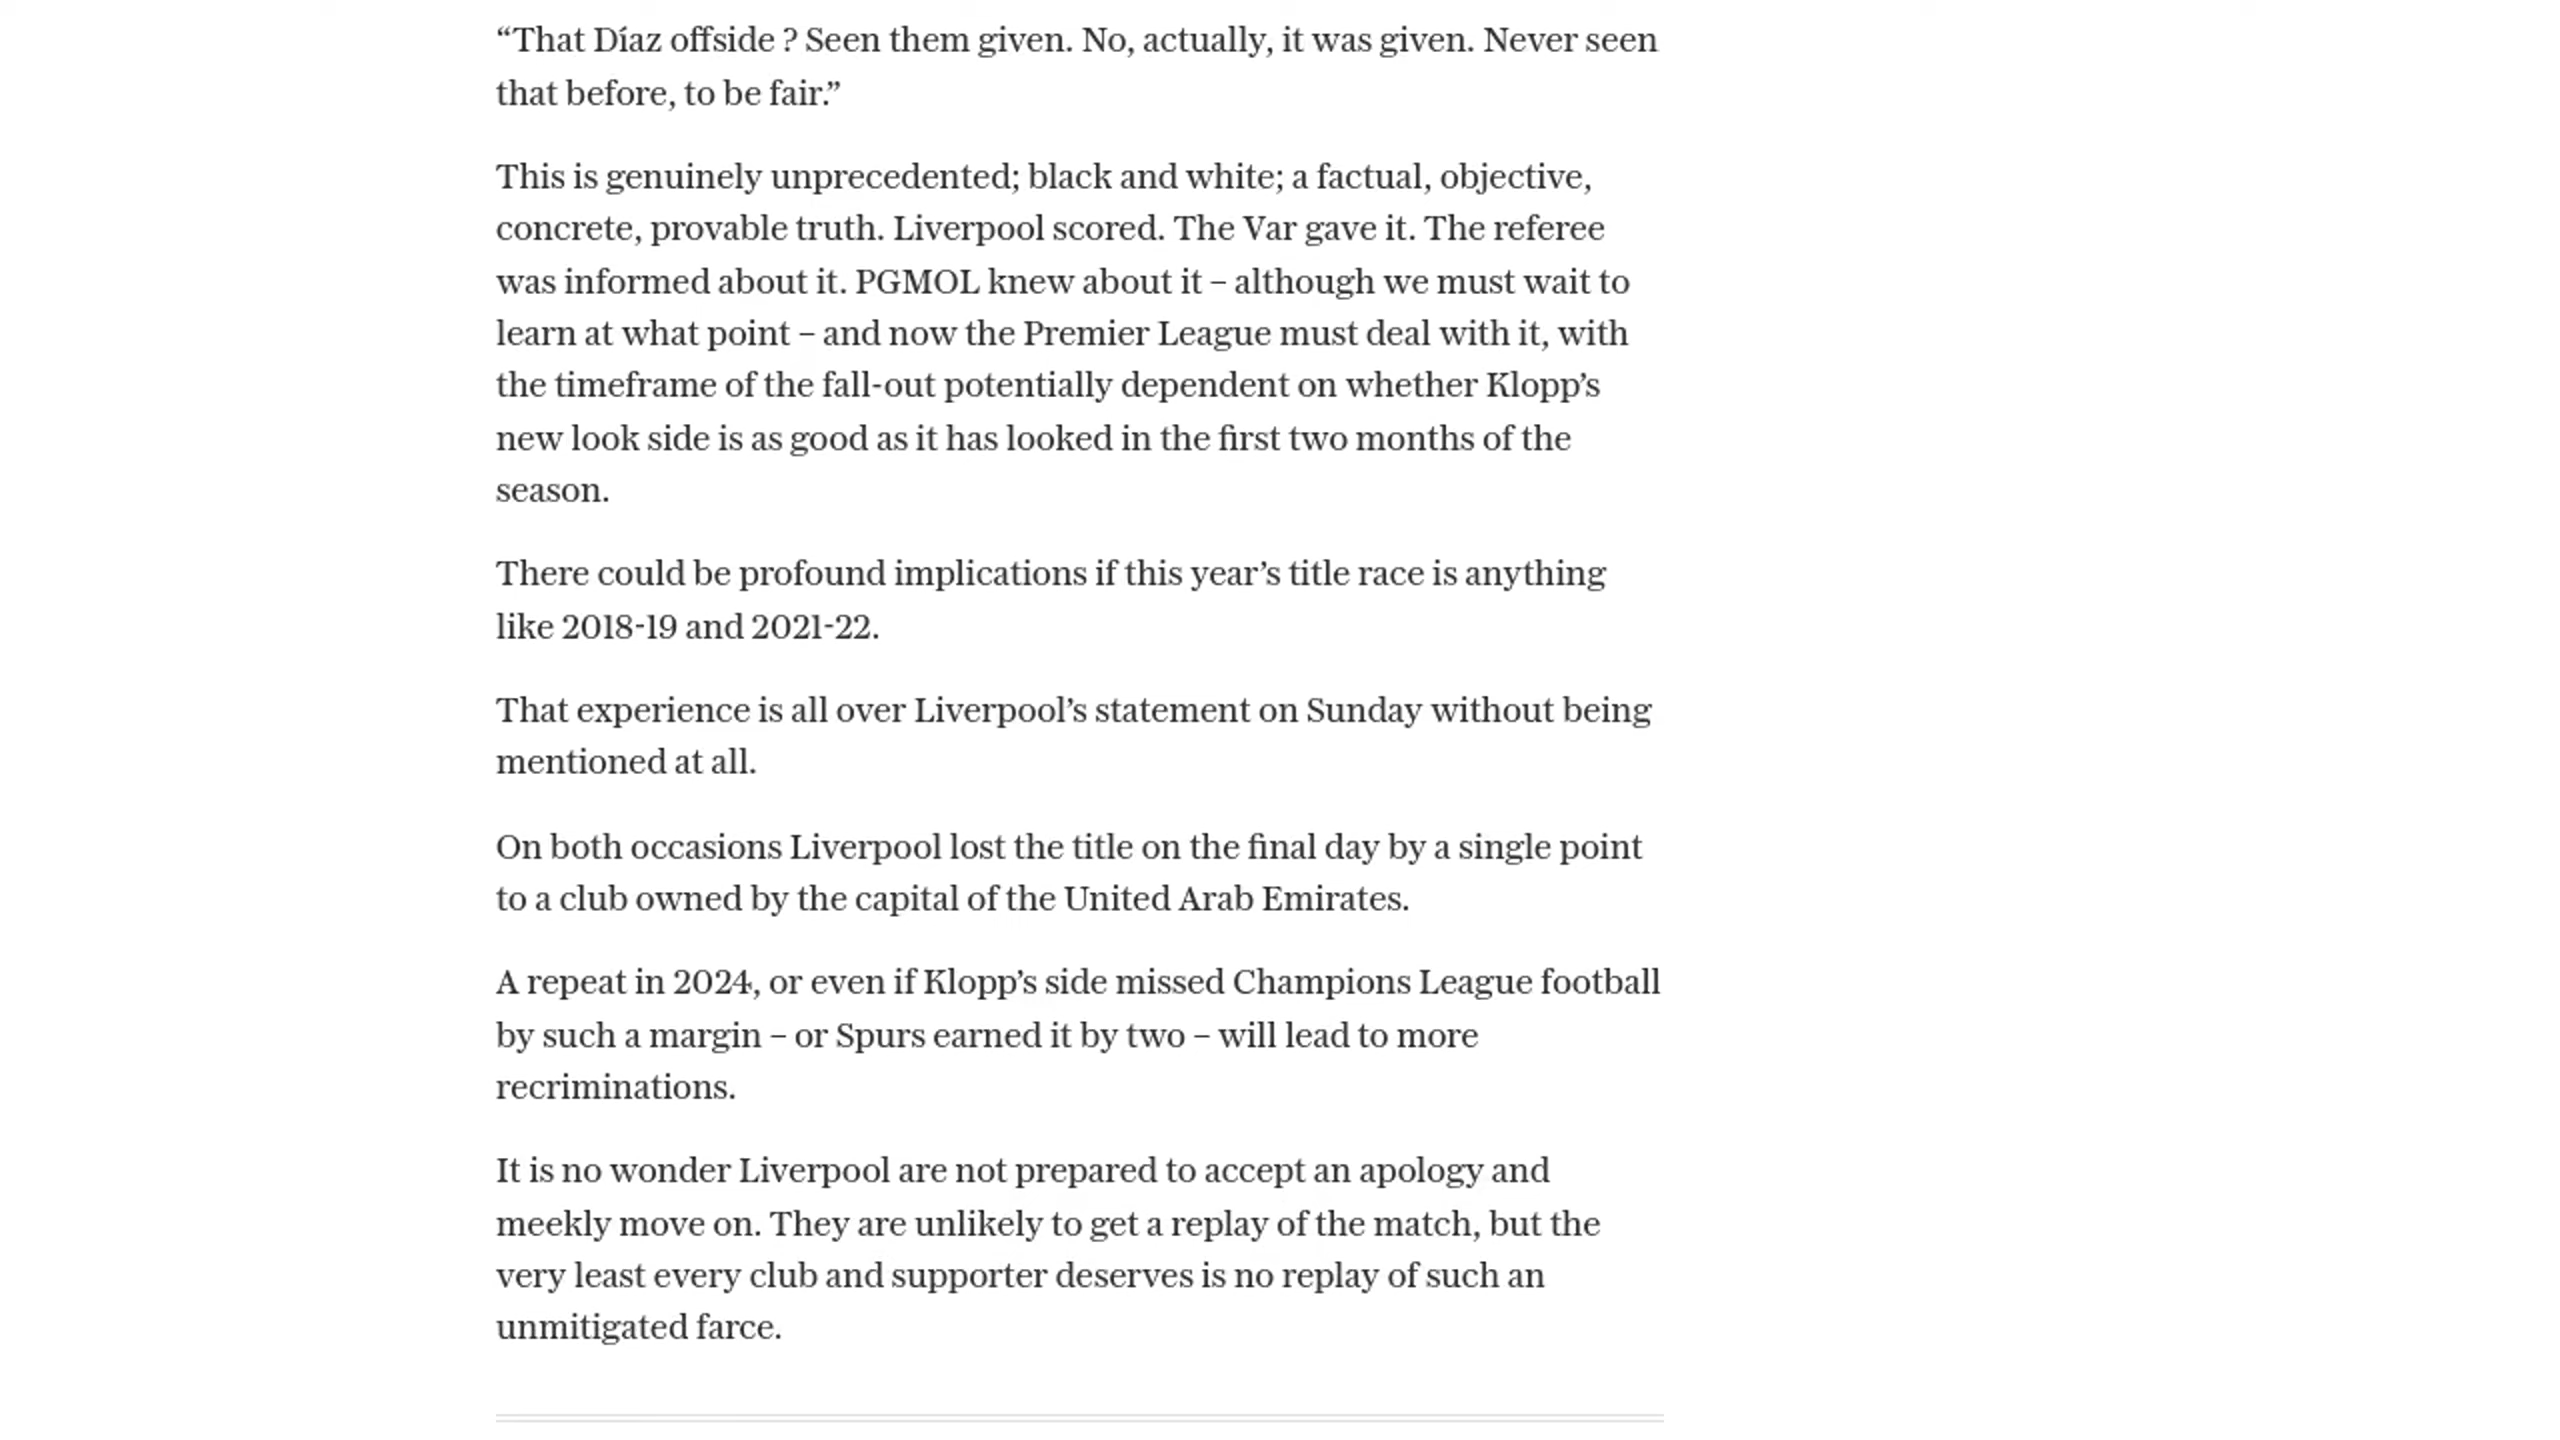 “That Díaz offside ? Seen them given. No, actually, it was given. Never seen
that before, to be fair.”
This is genuinely unprecedented; black and white; a factual, objective,
concrete, provable truth. Liverpool scored. The Var gave it. The referee
was informed about it. PGMOL knew about it – although we must wait to
learn at what point – and now the Premier League must deal with it, with
the timeframe of the fall-out potentially dependent on whether Klopp’s
new look side is as good as it has looked in the first two months of the
season.
There could be profound implications if this year’s title race is anything
like 2018-19 and 2021-22.
That experience is all over Liverpool’s statement on Sunday without being
mentioned at all.
On both occasions Liverpool lost the title on the final day by a single point
to a club owned by the capital of the United Arab Emirates.
A repeat in 2024, or even if Klopp’s side missed Champions League football
by such a margin – or Spurs earned it by two – will lead to more
recriminations.
It is no wonder Liverpool are not prepared to accept an apology and
meekly move on. They are unlikely to get a replay of the match, but the
very least every club and supporter deserves is no replay of such an
unmitigated farce.